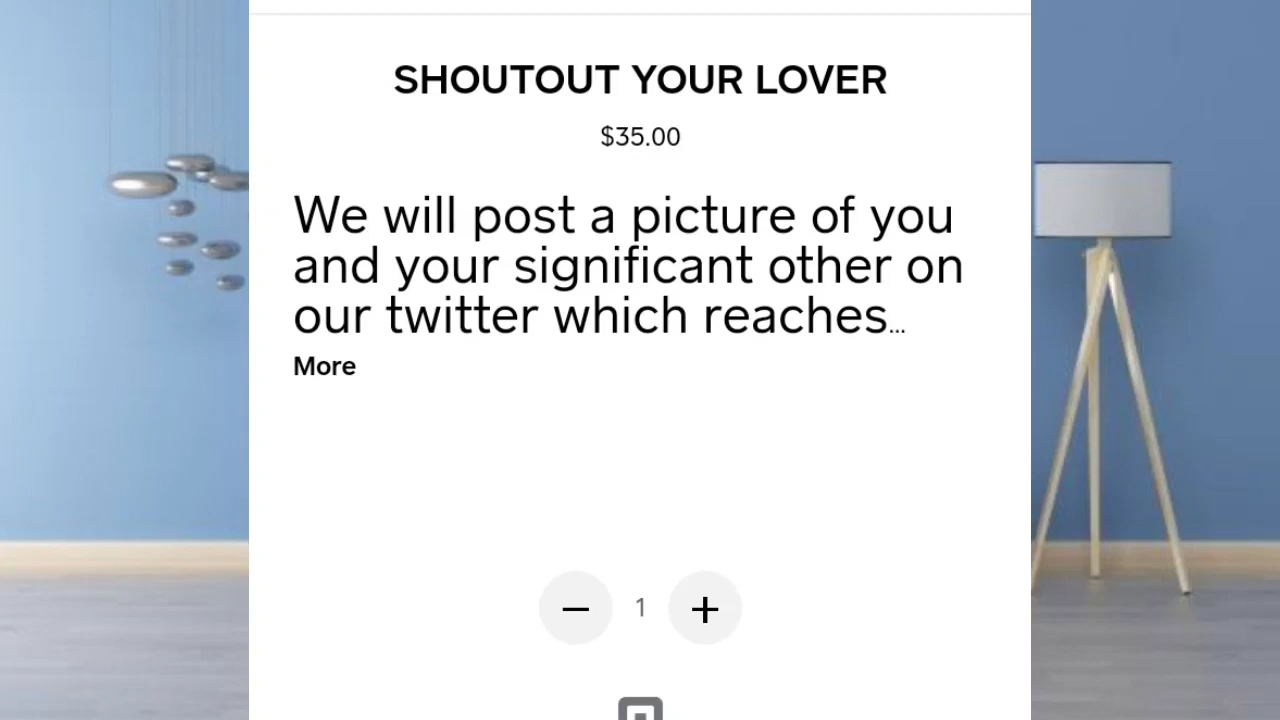 SHOUTOUT YOUR LOVER
$35.00
We will post a picture of you
and your significant other on
our twitter which reaches...
More
1